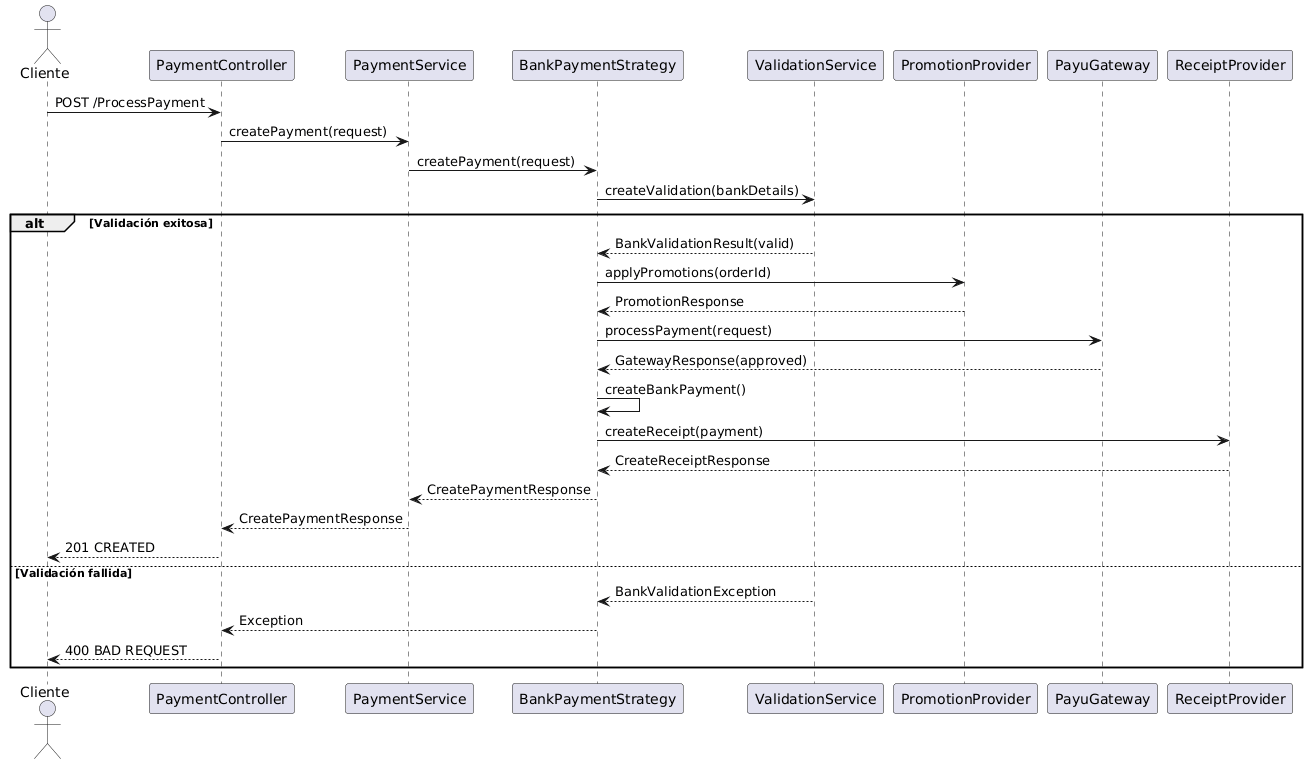 Cliente
PaymentController
PaymentService
BankPaymentStrategy
ValidationService
PromotionProvider
PayuGateway
ReceiptProvider
POST /ProcessPayment
createPayment(request)
createPayment(request)
createValidation(bankDetails)
alt
[Validación exitosa]
BankValidationResult(valid)
applyPromotions(orderId)
PromotionResponse
processPayment(request)
GatewayResponse(approved)
createBankPayment()
createReceipt(payment)
CreateReceiptResponse
CreatePaymentResponse
CreatePaymentResponse
201 CREATED
[Validación fallida]
BankValidationException
Exception
400 BAD REQUEST
Cliente
PaymentController
PaymentService
BankPaymentStrategy
ValidationService
PromotionProvider
PayuGateway
ReceiptProvider